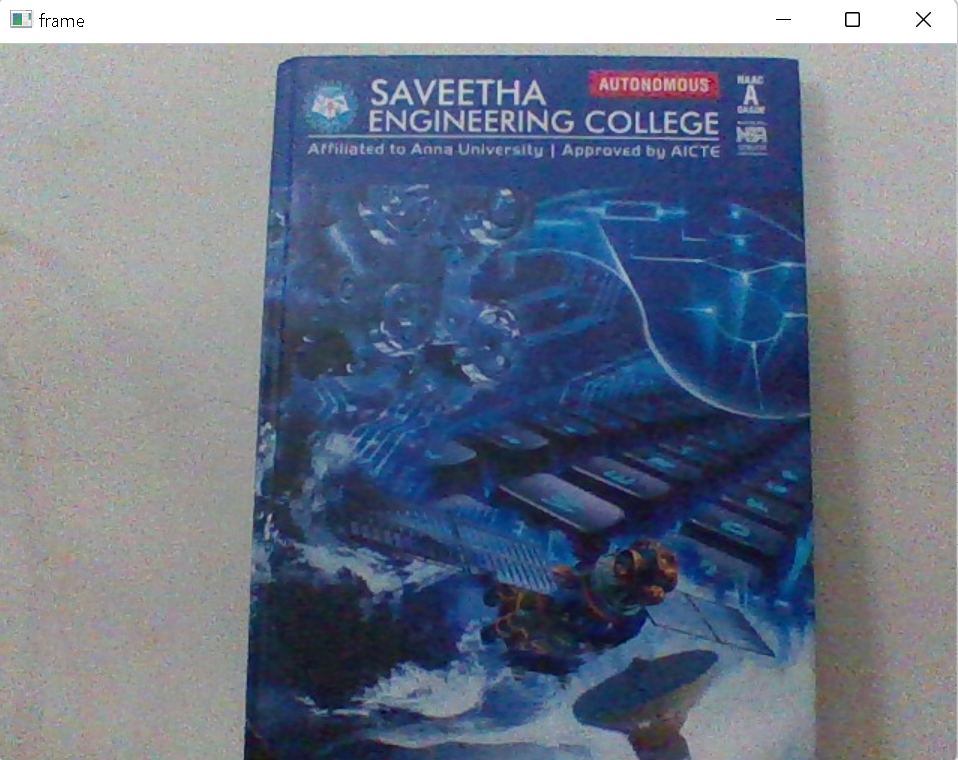 frame
SAVEETHA
ENGINEERING COLLEGE
Affiliated to Anna University | Approved by AICTE
AUTONOMOUS
NAAC
A
GRADE
NBA
W
E
R